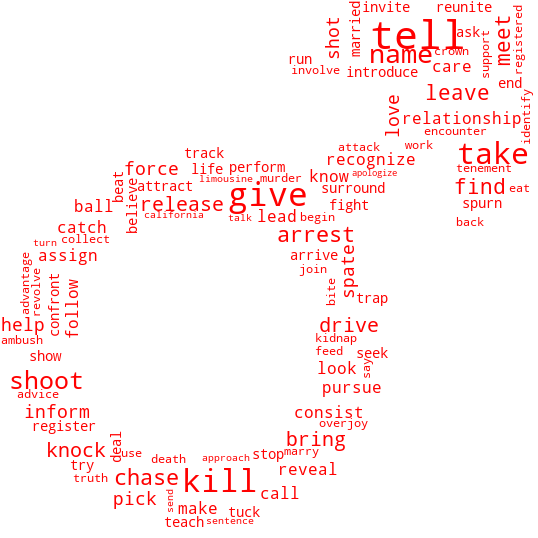 invite
reunite
married
shot
tell
ask
meet
registered
crown
support
name
run
involve
introduce
care
end
leave
identify
love
relationship
encounter
work
attack
take
tenement
recognize
apologize
know
find
eat
spurn
back
track
life
perform
limousine
murder
force
beat
attract
believe
release
give
surround
fight
ball
california
talk
lead
begin
catch
collect
turn
arrest
assign
arrive
join
spate
advantage
revolve
confront
follow
bite
trap
help
ambush
drive
kidnap
feed
seek
say
show
look
shoot
advice
pursue
inform
register
consist
overjoy
knock
deal
use
death
approach
stop
marry
bring
try
truth
chase
kill
reveal
pick
send
make
call
teach
sentence
tuck